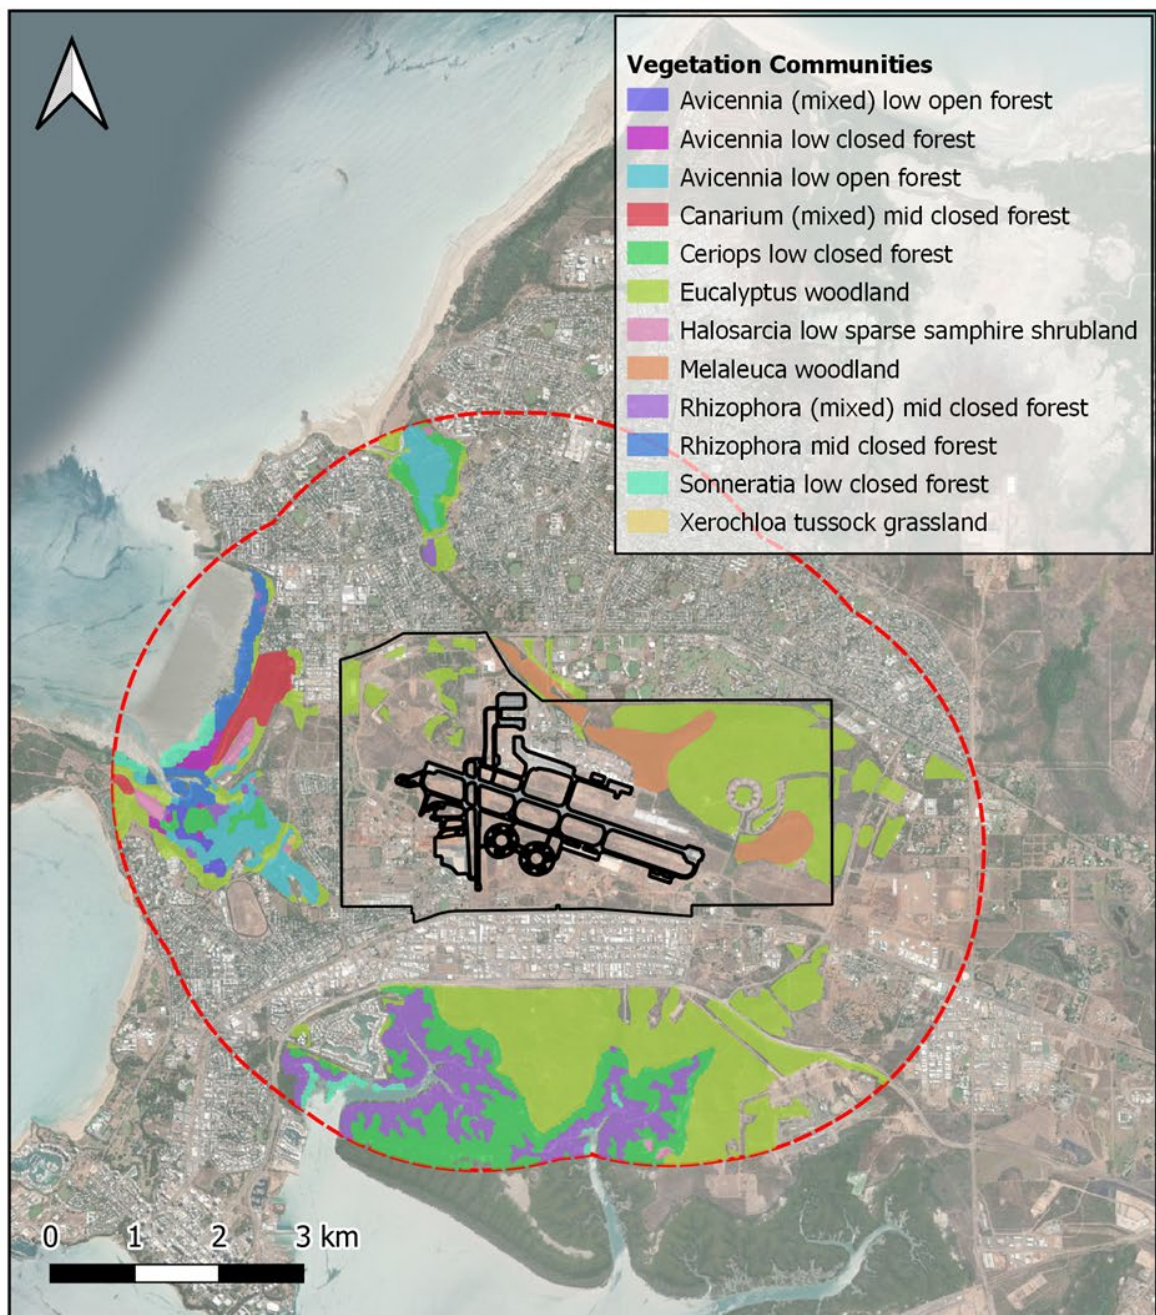 Vegetation Communities
Avicennia (mixed) low open forest
Avicennia low closed forest
Avicennia low open forest
Canarium (mixed) mid closed forest
Ceriops low closed forest
Eucalyptus woodland
Halosarcia low sparse samphire shrubland
Melaleuca woodland
Rhizophora (mixed) mid closed forest
Rhizophora mid closed forest
Sonneratia low closed forest
Xerochloa tussock grassland
0 1 2 3 km